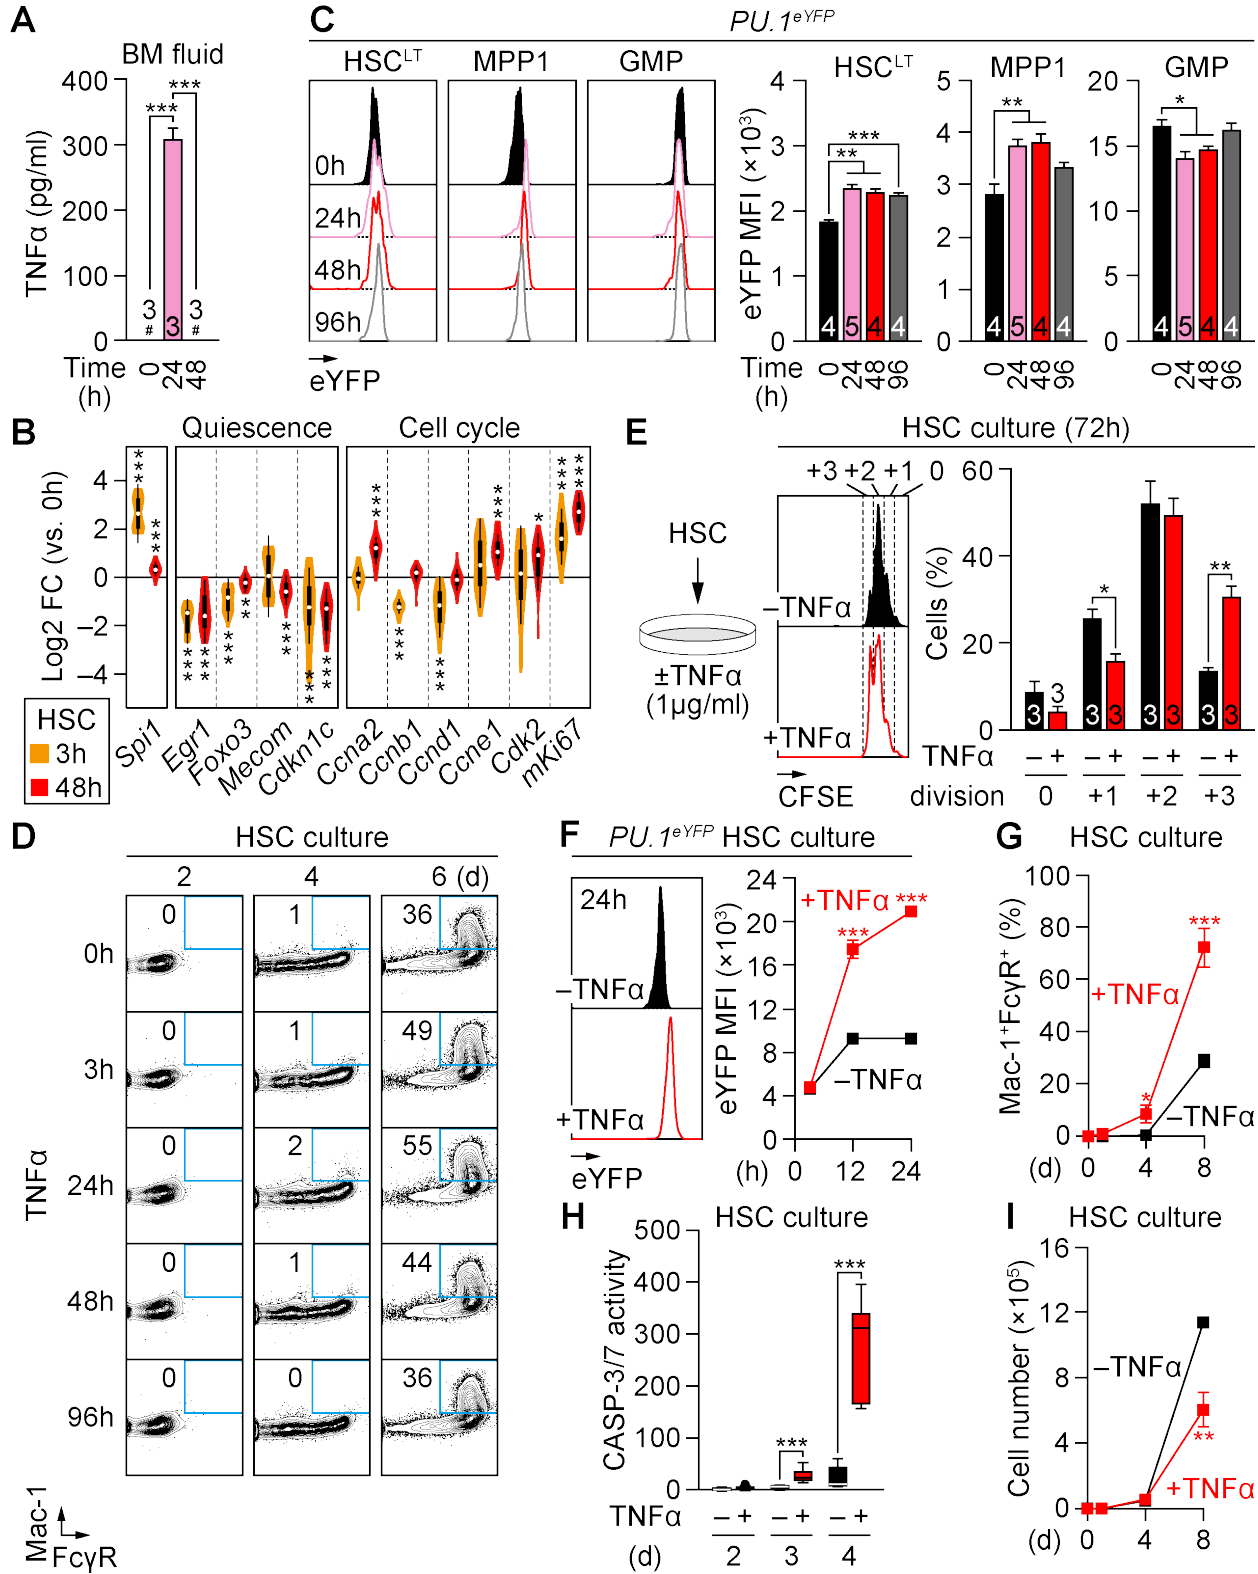 A
BM fluid
TNFα (pg/ml)
400
300
200
100
0
***
***
3
#
3
3
#
Time
(h)
0
24
48
C
PU.1eYFP
HSCLT
MPP1
GMP
0h
24h
48h
96h
eYFP
HSCLT
MPP1
GMP
eYFP MFI (×10³)
4
3
2
1
0
***
**
4
5
4
4
5
4
3
2
1
0
**
4
5
4
4
20
15
10
5
0
*
4
5
4
4
Time
(h)
0
24
48
96
0
24
48
96
0
24
48
96
B
Quiescence
Cell cycle
Log2 FC (vs. 0h)
4
2
0
−2
−4
***
***
***
***
***
**
***
***
***
***
***
***
***
*
***
***
HSC
3h
48h
Spi1
Egr1
Foxo3
Mecom
Cdkn1c
Ccna2
Ccnb1
Ccnd1
Ccne1
Cdk2
mKi67
E
HSC culture (72h)
HSC
±TNFα
(1µg/ml)
+3 +2 +1 0
–TNFα
+TNFα
CFSE
Cells (%)
60
40
20
0
*
**
3
3
3
3
3
3
3
3
TNFα
– + – + – + – +
division
0 +1 +2 +3
D
HSC culture
2 4 6 (d)
0h
0 1 36
3h
0 1 49
TNFα
24h
0 2 55
48h
0 1 44
96h
0 0 36
Mac-1
FcγR
F
PU.1eYFP HSC culture
24h
–TNFα
+TNFα
eYFP
eYFP MFI (×10³)
24
20
16
12
8
4
0
+TNFα
***
***
–TNFα
(h) 0 12 24
G
HSC culture
Mac-1+FcγR+ (%)
100
80
60
40
20
0
***
+TNFα
*
–TNFα
(d) 0 4 8
H
HSC culture
CASP-3/7 activity
500
400
300
200
100
0
***
***
TNFα
– + – + – +
(d) 2 3 4
I
HSC culture
Cell number (×10⁵)
16
12
8
4
0
–TNFα
**
+TNFα
(d) 0 4 8